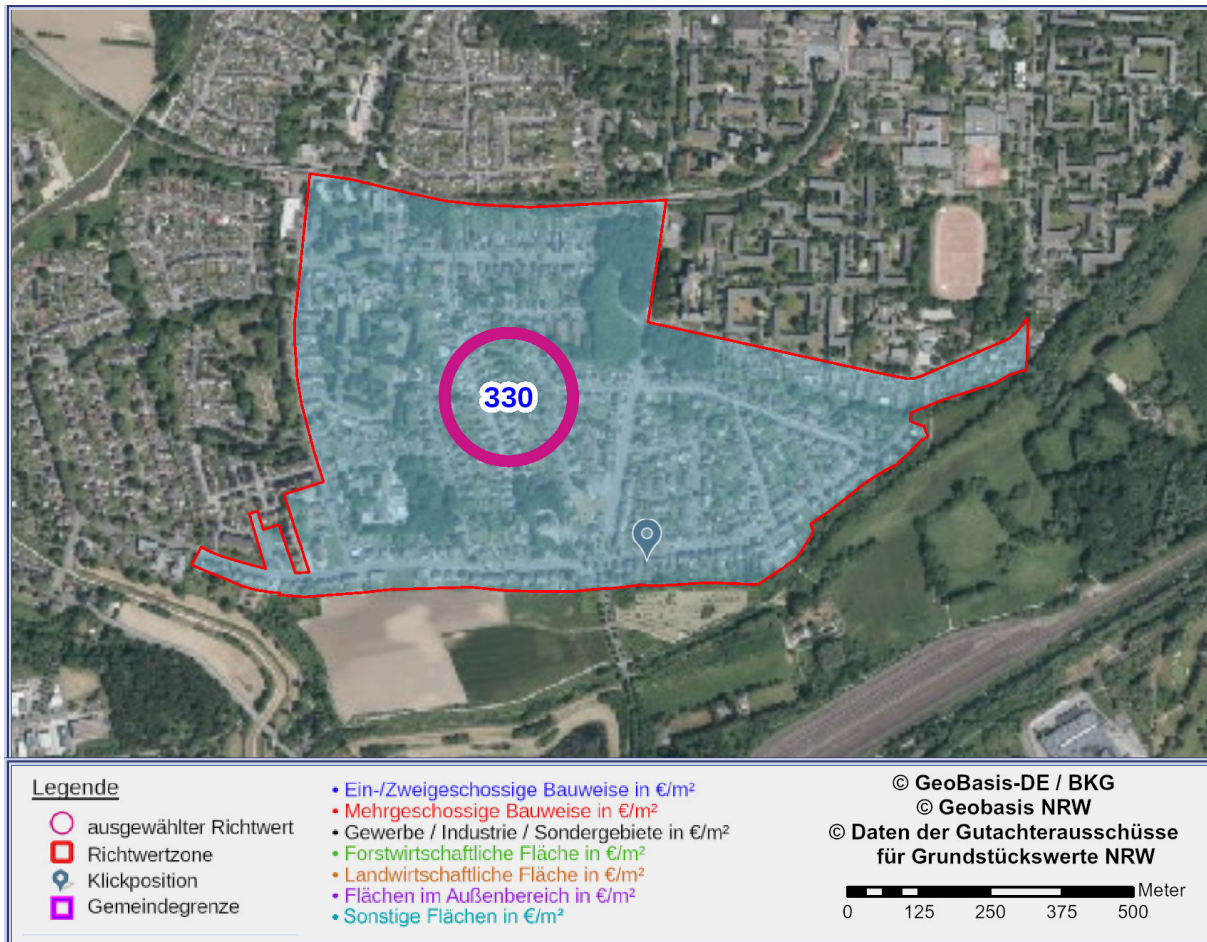 330
Legende
ausgewählter Richtwert
Richtwertzone
Klickposition
Gemeindegrenze
• Ein-/Zweigeschossige Bauweise in €/m²
• Mehrgeschossige Bauweise in €/m²
• Gewerbe / Industrie / Sondergebiete in €/m²
• Forstwirtschaftliche Fläche in €/m²
• Landwirtschaftliche Fläche in €/m²
• Flächen im Außenbereich in €/m²
• Sonstige Flächen in €/m²
© GeoBasis-DE / BKG
© Geobasis NRW
© Daten der Gutachterausschüsse
für Grundstückswerte NRW
Meter
0 125 250 375 500